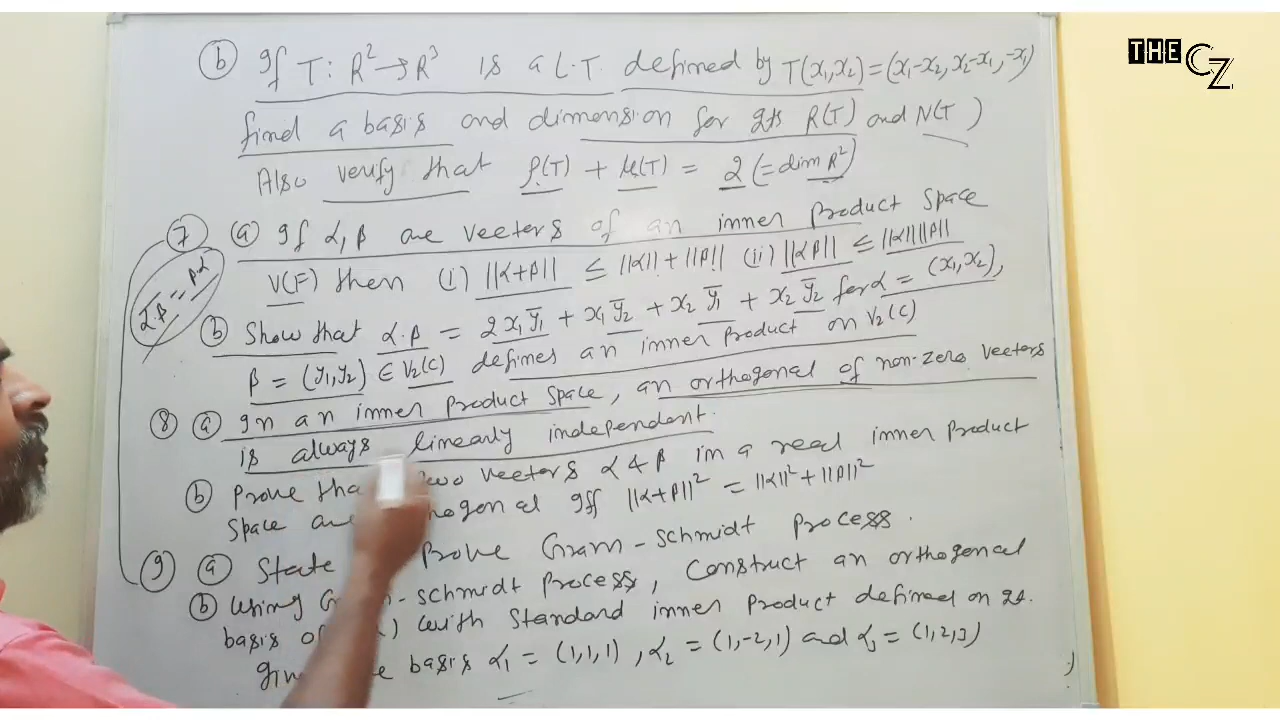 THE CZ
(b) If T: R² → R³ is a L.T. defined by T(x₁,x₂) = (x₁-x₂, x₂-x₁, -x₁)
find a basis and dimension for its R(T) and N(T)
Also verify that ρ(T) + μ(T) = 2 (= dim R²)
(7) (a) If α, β are vectors of an inner product space
V(F) then (i) ||α+β|| ≤ ||α|| + ||β|| (ii) ||αβ|| ≤ ||α|| ||β||
(b) Show that α.β = 2x₁ȳ₁ + x₁ȳ₂ + x₂ȳ₁ + x₂ȳ₂ for α = (x₁,x₂),
β = (y₁,y₂) ∈ V₂(C) defines an inner product on V₂(C)
(8) (a) In an inner product space, an orthogonal of non-zero vectors
is always linearly independent.
(b) Prove vectors α & β in a real inner product
space iff ||α+β||² = ||α||² + ||β||²
(9) (a) State Prove Gram-Schmidt process.
(b) Using -Schmidt process, construct an orthogonal
basis with standard inner product defined on it.
basis α₁ = (1,1,1), α₂ = (1,-2,1) and α₃ = (1,2,3)